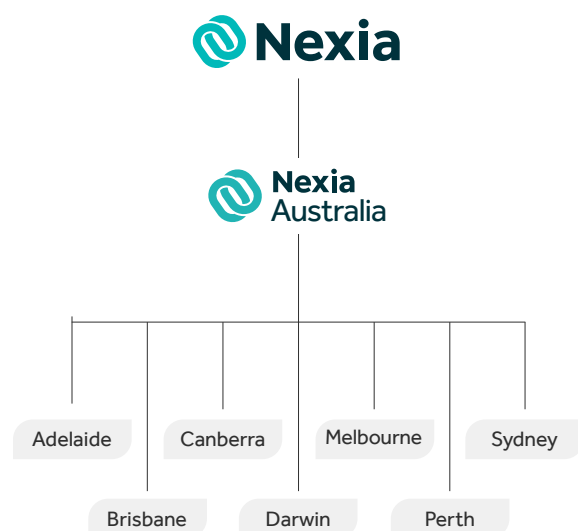 Nexia
Nexia
Australia
Adelaide
Canberra
Melbourne
Sydney
Brisbane
Darwin
Perth